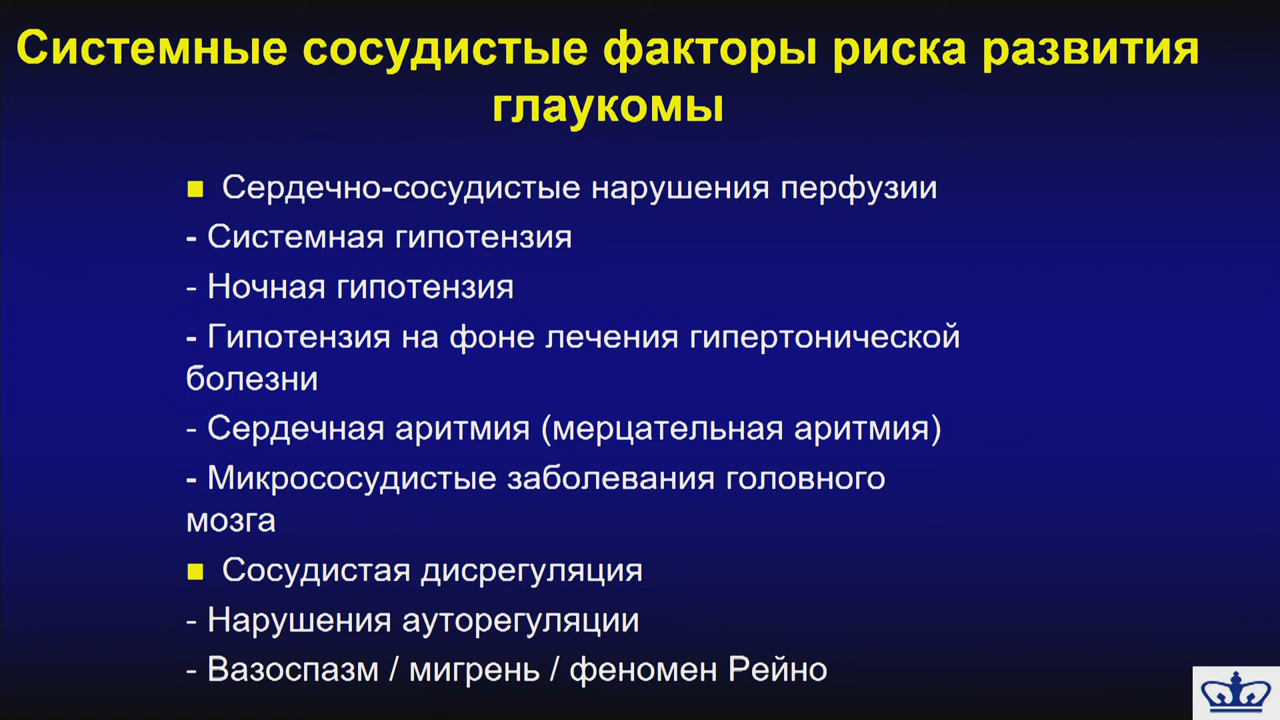 Системные сосудистые факторы риска развития
глаукомы
Сердечно-сосудистые нарушения перфузии
- Системная гипотензия
- Ночная гипотензия
- Гипотензия на фоне лечения гипертонической
болезни
- Сердечная аритмия (мерцательная аритмия)
- Микрососудистые заболевания головного
мозга
Сосудистая дисрегуляция
- Нарушения ауторегуляции
- Вазоспазм / мигрень / феномен Рейно